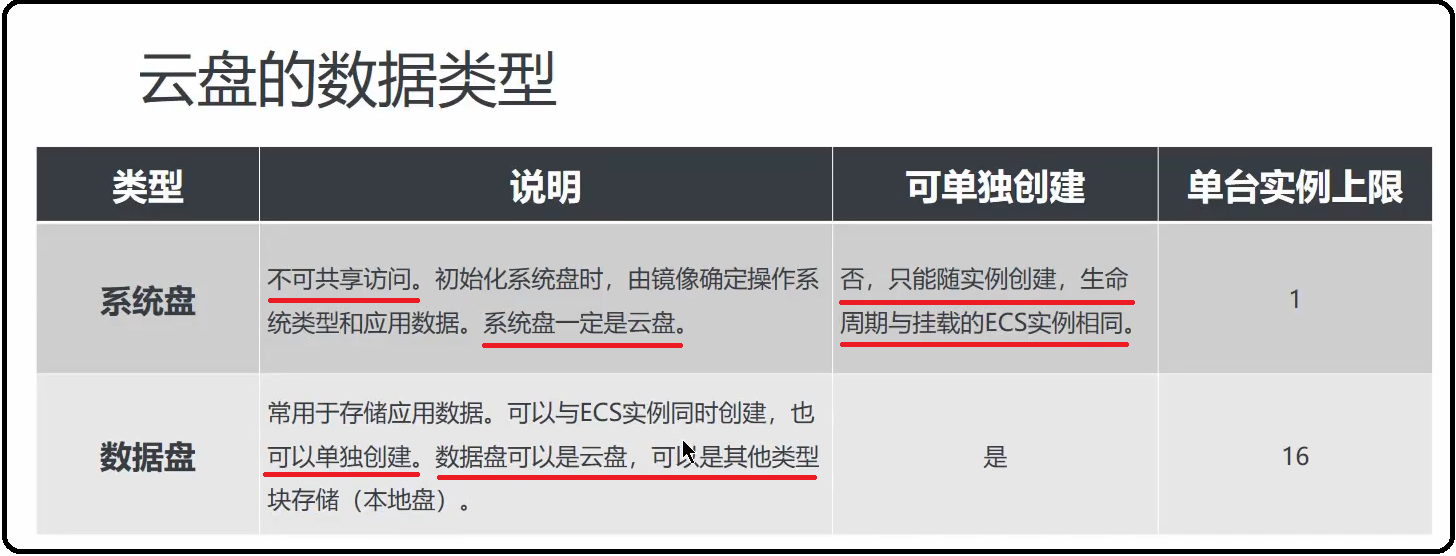 云盘的数据类型
类型 说明 可单独创建 单台实例上限
系统盘
不可共享访问。初始化系统盘时，由镜像确定操作系
统类型和应用数据。系统盘一定是云盘。
否，只能随实例创建，生命
周期与挂载的ECS实例相同。
1
数据盘
常用于存储应用数据。可以与ECS实例同时创建，也
可以单独创建。数据盘可以是云盘，可以是其他类型
块存储（本地盘）。
是
16